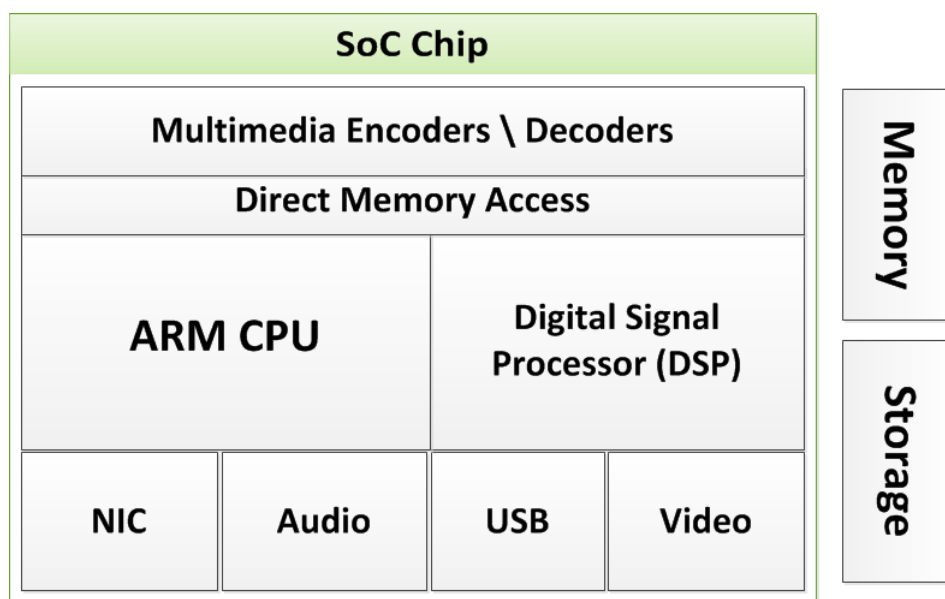 SoC Chip
Multimedia Encoders \ Decoders
Direct Memory Access
ARM CPU
Digital Signal
Processor (DSP)
NIC
Audio
USB
Video
Memory
Storage